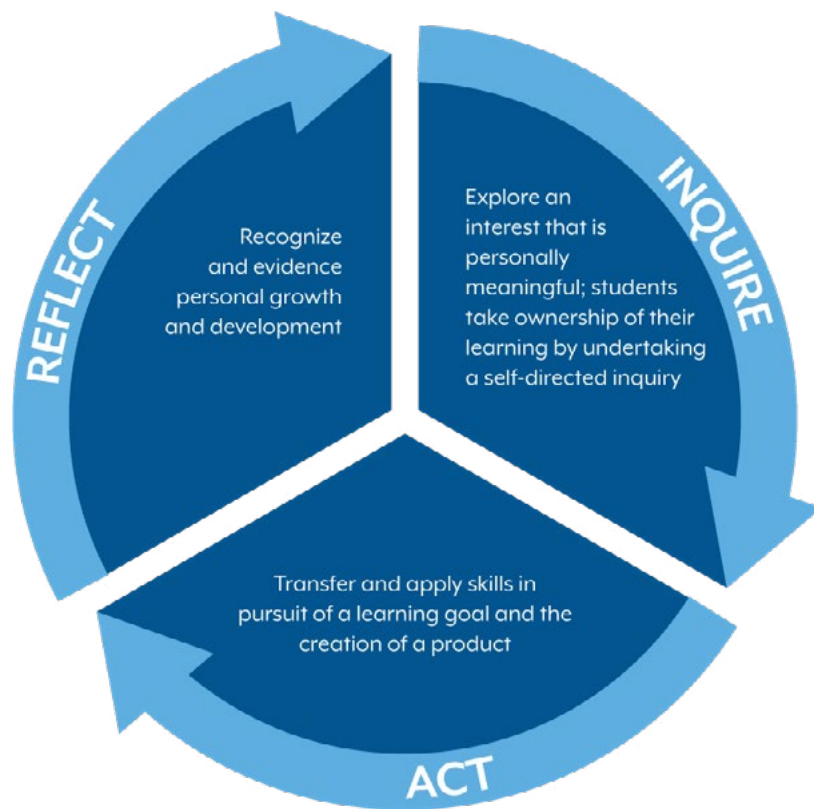 INQUIRE
Explore an
interest that is
personally
meaningful; students
take ownership of their
learning by undertaking
a self-directed inquiry
ACT
Transfer and apply skills in
pursuit of a learning goal and the
creation of a product
REFLECT
Recognize
and evidence
personal growth
and development